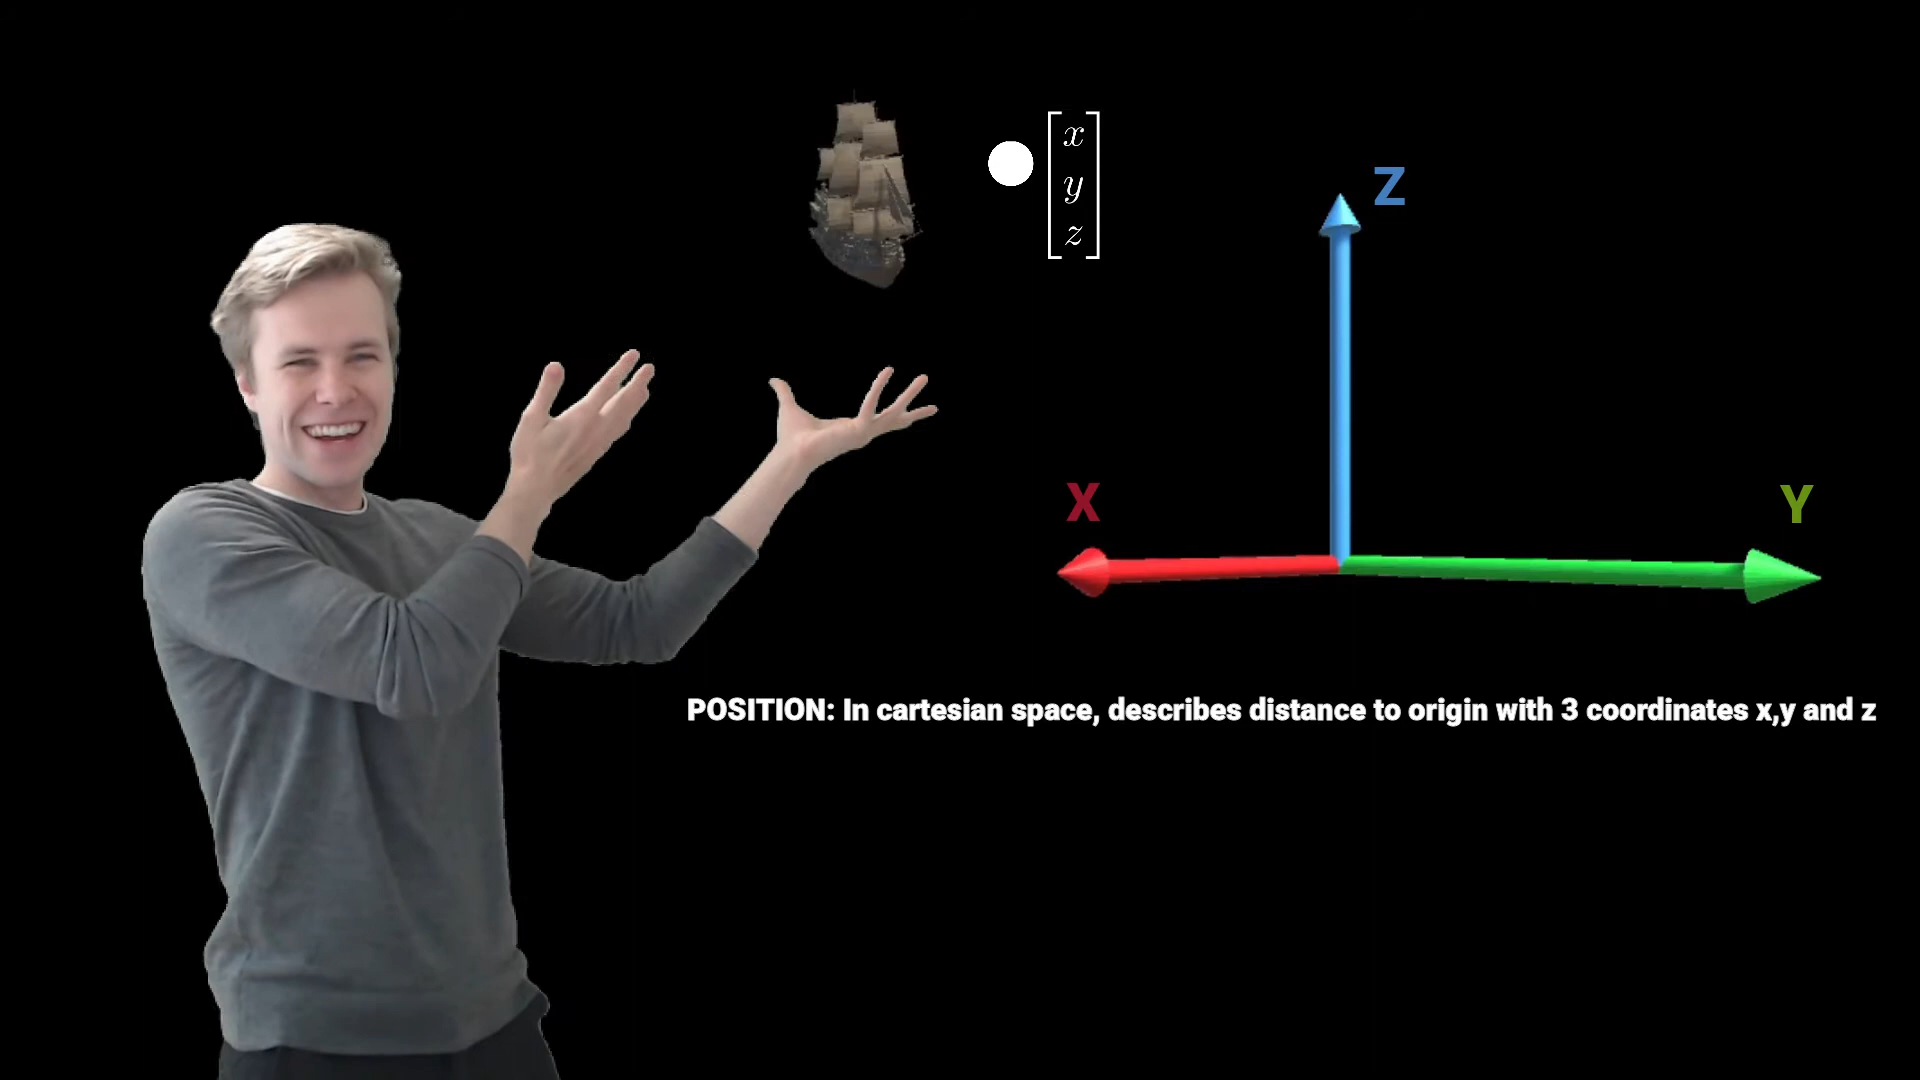 x
y
z
Z
X
Y
POSITION: In cartesian space, describes distance to origin with 3 coordinates x,y and z